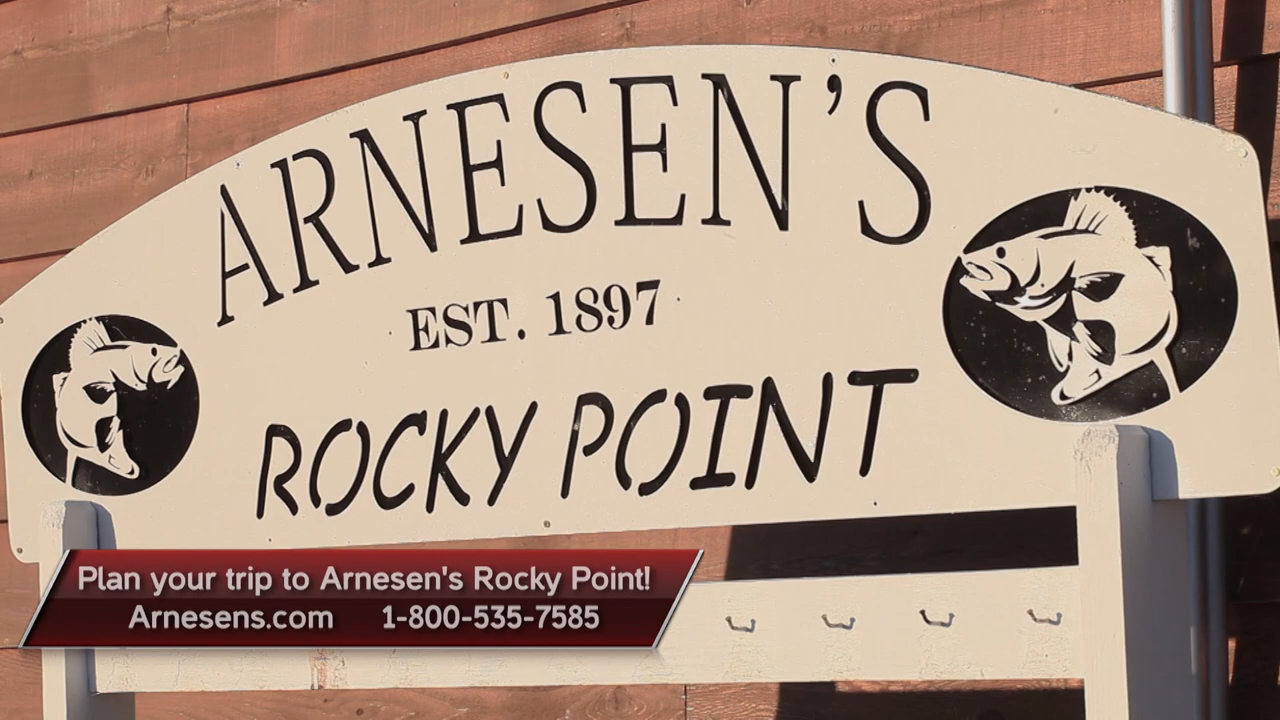 ARNESEN'S
EST. 1897
ROCKY POINT
Plan your trip to Arnesen's Rocky Point!
Arnesens.com 1-800-535-7585